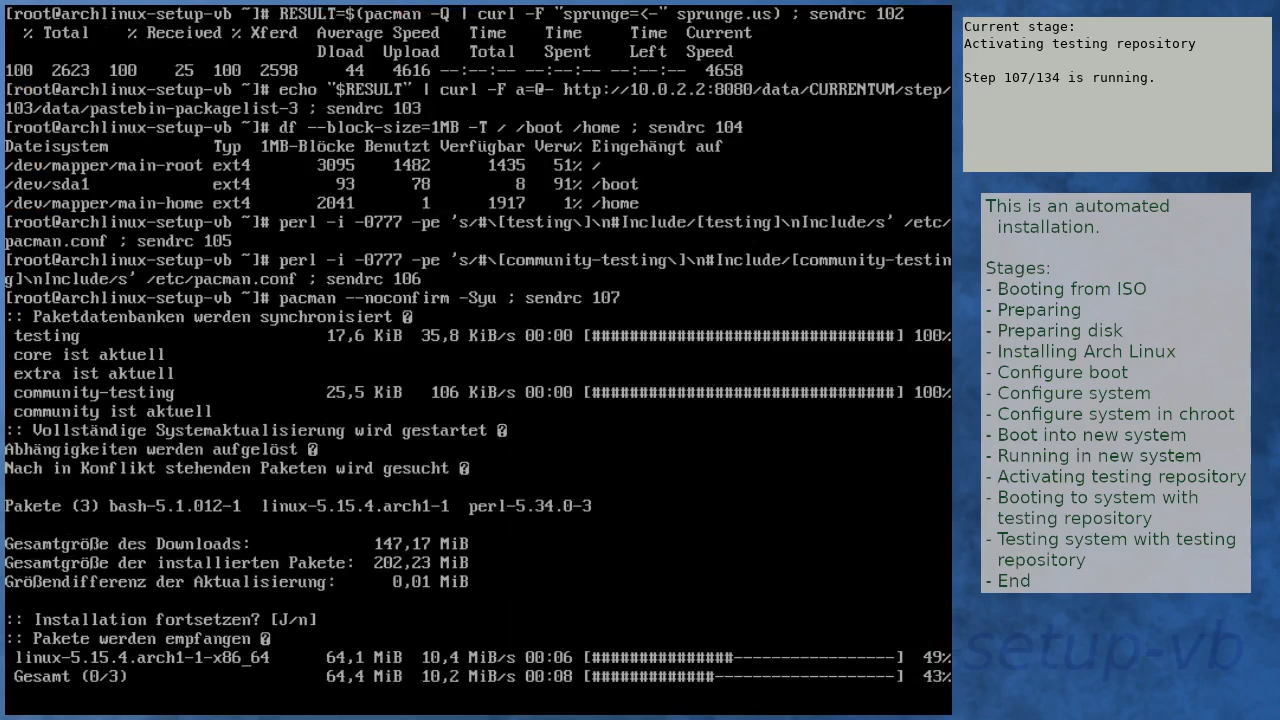 [root@archlinux-setup-vb ~]# RESULT=$(pacman -Q | curl -F "sprunge=<-" sprunge.us) ; sendrc 102
  % Total    % Received % Xferd  Average Speed   Time    Time     Time  Current
                                 Dload  Upload   Total   Spent    Left  Speed
100  2623  100    25  100  2598     44   4616 --:--:-- --:--:-- --:--:--  4658
[root@archlinux-setup-vb ~]# echo "$RESULT" | curl -F a=@- http://10.0.2.2:8080/data/CURRENTVM/step/
103/data/pastebin-packagelist-3 ; sendrc 103
[root@archlinux-setup-vb ~]# df --block-size=1MB -T / /boot /home ; sendrc 104
Dateisystem           Typ  1MB-Blöcke Benutzt Verfügbar Verw% Eingehängt auf
/dev/mapper/main-root ext4       3095    1482      1435   51% /
/dev/sda1             ext4         93      78         8   91% /boot
/dev/mapper/main-home ext4       2041       1      1917    1% /home
[root@archlinux-setup-vb ~]# perl -i -0777 -pe 's/#\[testing\]\n#Include/[testing]\nInclude/s' /etc/
pacman.conf ; sendrc 105
[root@archlinux-setup-vb ~]# perl -i -0777 -pe 's/#\[community-testing\]\n#Include/[community-testin
g]\nInclude/s' /etc/pacman.conf ; sendrc 106
[root@archlinux-setup-vb ~]# pacman --noconfirm -Syu ; sendrc 107
:: Paketdatenbanken werden synchronisiert �
 testing                          17,6 KiB  35,8 KiB/s 00:00 [################################] 100%
 core ist aktuell
 extra ist aktuell
 community-testing                25,5 KiB   106 KiB/s 00:00 [################################] 100%
 community ist aktuell
:: Vollständige Systemaktualisierung wird gestartet �
Abhängigkeiten werden aufgelöst �
Nach in Konflikt stehenden Paketen wird gesucht �
Pakete (3) bash-5.1.012-1  linux-5.15.4.arch1-1  perl-5.34.0-3
Gesamtgröße des Downloads:             147,17 MiB
Gesamtgröße der installierten Pakete:  202,23 MiB
Größendifferenz der Aktualisierung:      0,01 MiB
:: Installation fortsetzen? [J/n]
:: Pakete werden empfangen �
 linux-5.15.4.arch1-1-x86_64      64,1 MiB  10,4 MiB/s 00:06 [###############-----------------]  49%
 Gesamt (0/3)                     64,4 MiB  10,2 MiB/s 00:08 [#############-------------------]  43%
Current stage:
Activating testing repository
Step 107/134 is running.
This is an automated
installation.
Stages:
- Booting from ISO
- Preparing
- Preparing disk
- Installing Arch Linux
- Configure boot
- Configure system
- Configure system in chroot
- Boot into new system
- Running in new system
- Activating testing repository
- Booting to system with
testing repository
- Testing system with testing
repository
- End
setup-vb